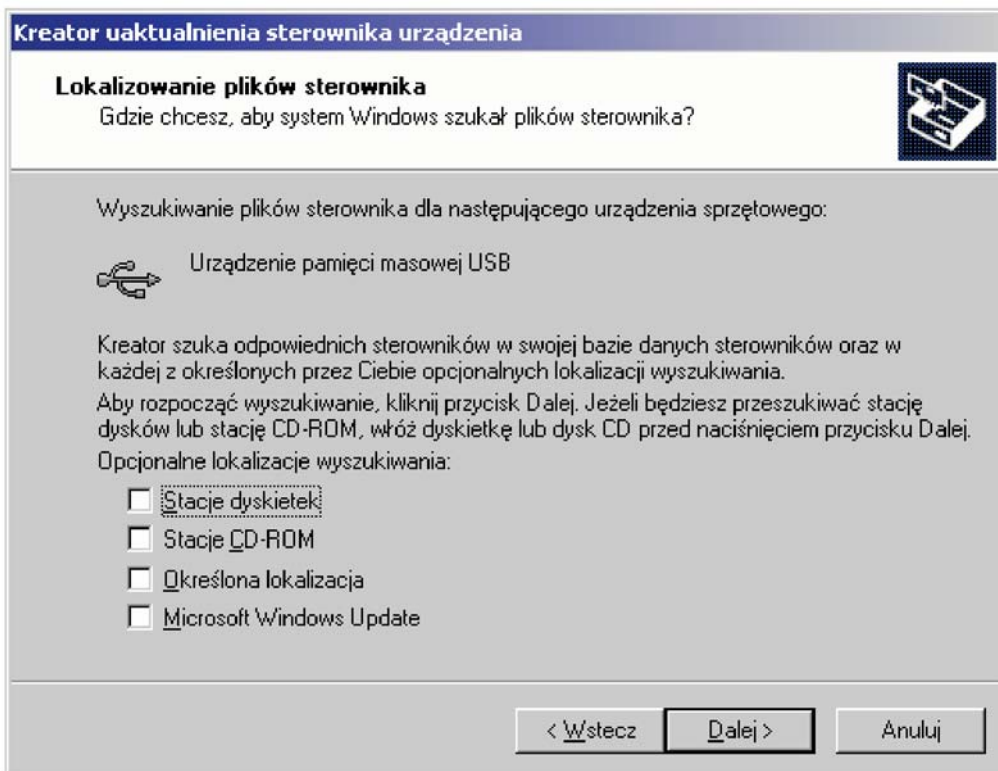 Kreator uaktualnienia sterownika urządzenia
Lokalizowanie plików sterownika
Gdzie chcesz, aby system Windows szukał plików sterownika?
Wyszukiwanie plików sterownika dla następującego urządzenia sprzętowego:
Urządzenie pamięci masowej USB
Kreator szuka odpowiednich sterowników w swojej bazie danych sterowników oraz w
każdej z określonych przez Ciebie opcjonalnych lokalizacji wyszukiwania.
Aby rozpocząć wyszukiwanie, kliknij przycisk Dalej. Jeżeli będziesz przeszukiwać stację
dysków lub stację CD-ROM, włóż dyskietkę lub dysk CD przed naciśnięciem przycisku Dalej.
Opcjonalne lokalizacje wyszukiwania:
Stacje dyskietek
Stacje CD-ROM
Określona lokalizacja
Microsoft Windows Update
< Wstecz Dalej > Anuluj